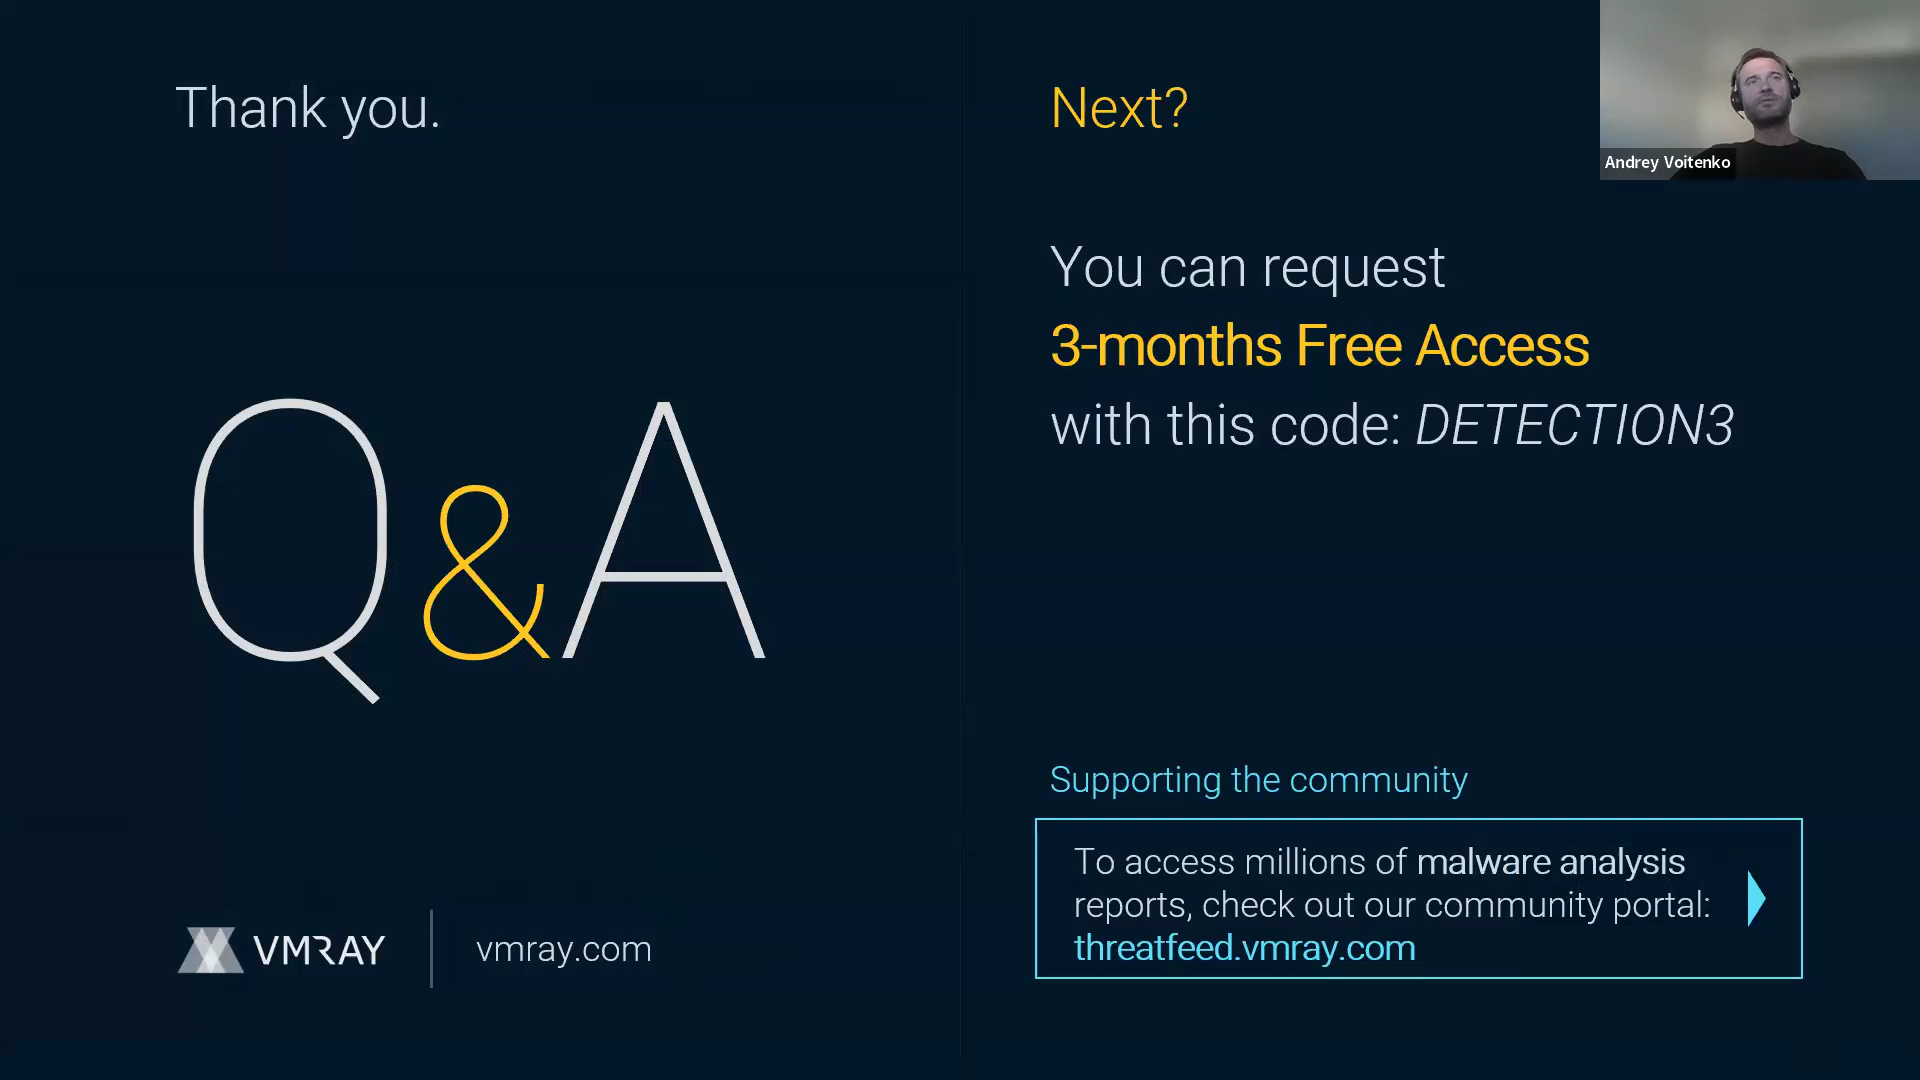 Thank you.
Q&A
VMRAY
vmray.com
Next?
You can request
3-months Free Access
with this code: DETECTION3
Supporting the community
To access millions of malware analysis
reports, check out our community portal:
threatfeed.vmray.com
Andrey Voitenko